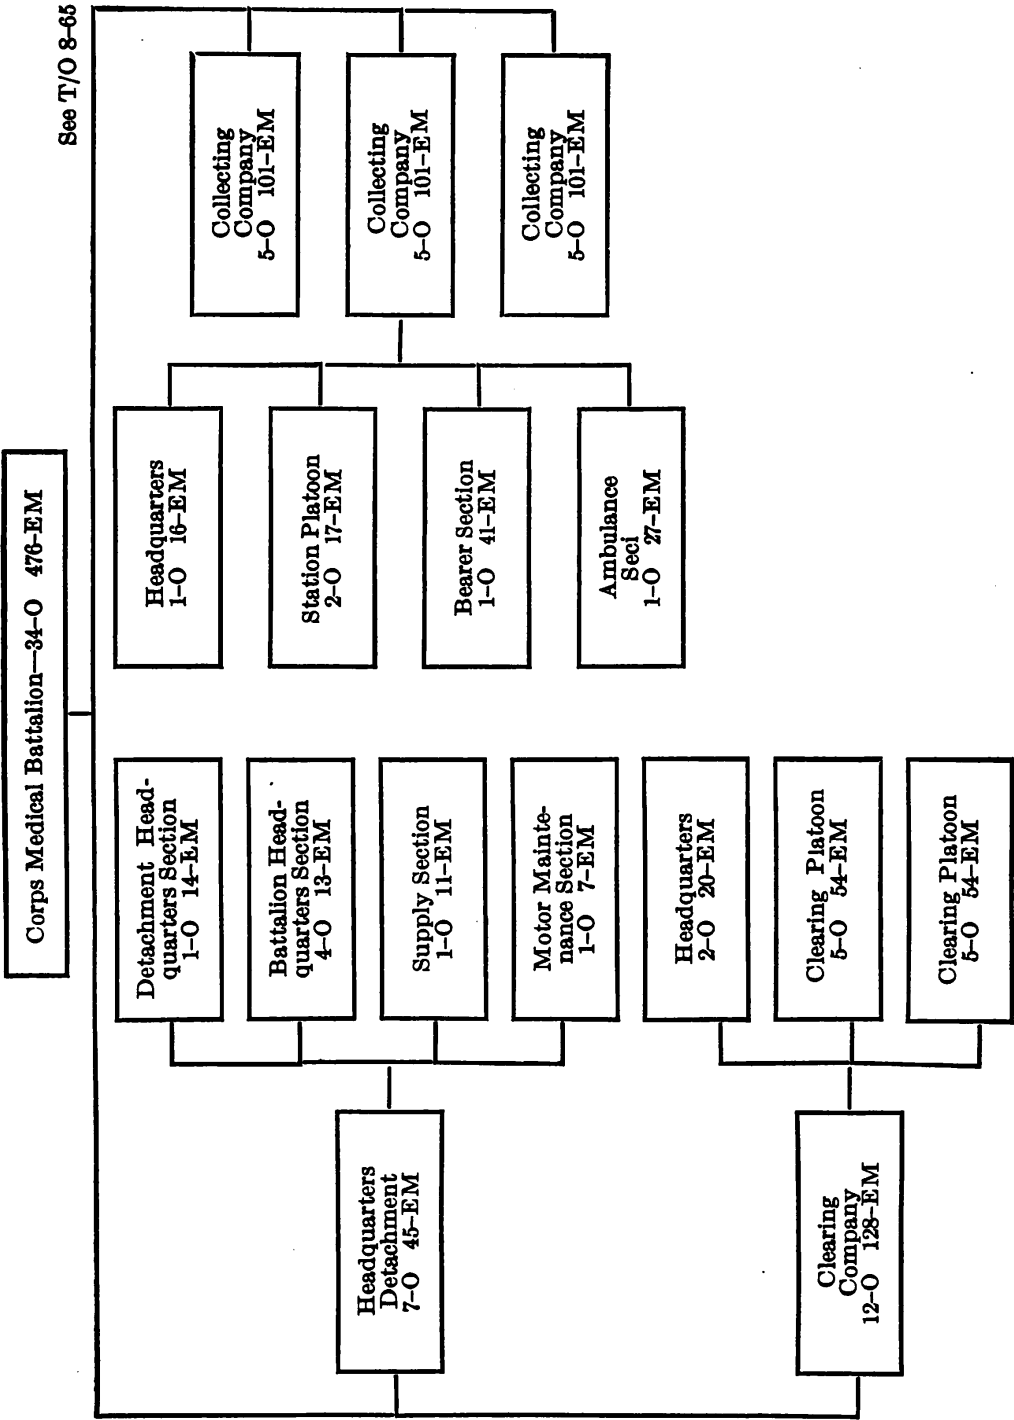 See T/O 8–65
Corps Medical Battalion—34–O 476–EM
Headquarters
Detachment
7–O 45–EM
Detachment Head-
quarters Section
1–O 14–EM
Battalion Head-
quarters Section
4–O 13–EM
Supply Section
1–O 11–EM
Motor Mainte-
nance Section
1–O 7–EM
Clearing
Company
12–O 128–EM
Headquarters
2–O 20–EM
Clearing Platoon
5–O 54–EM
Clearing Platoon
5–O 54–EM
Headquarters
1–O 16–EM
Station Platoon
2–O 17–EM
Bearer Section
1–O 41–EM
Ambulance
Seci
1–O 27–EM
Collecting
Company
5–O 101–EM
Collecting
Company
5–O 101–EM
Collecting
Company
5–O 101–EM